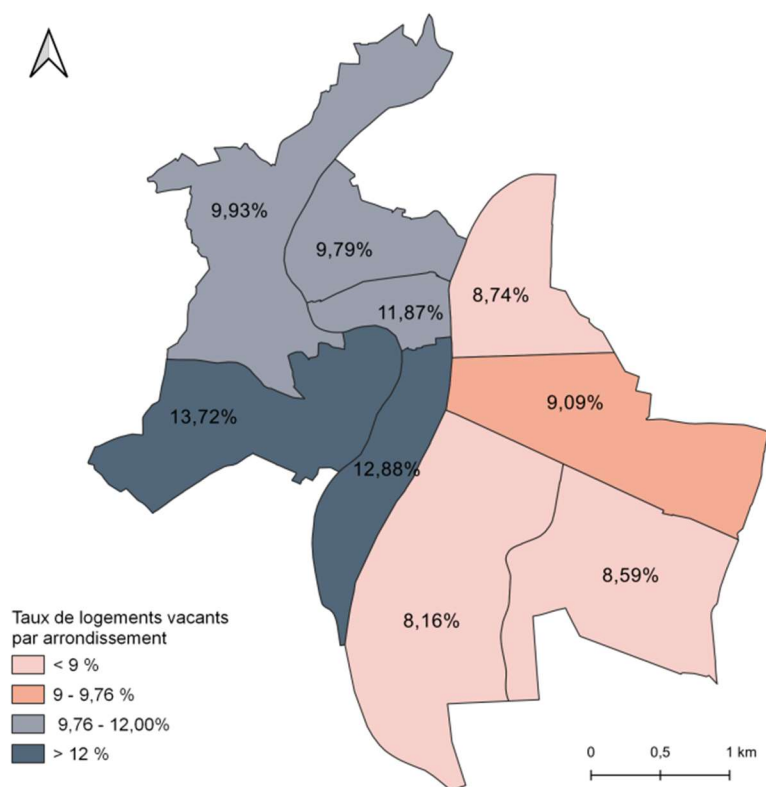 9,93%
9,79%
11,87%
8,74%
9,09%
13,72%
12,88%
8,59%
8,16%
Taux de logements vacants
par arrondissement
< 9 %
9 - 9,76 %
9,76 - 12,00%
> 12 %
0 0,5 1 km